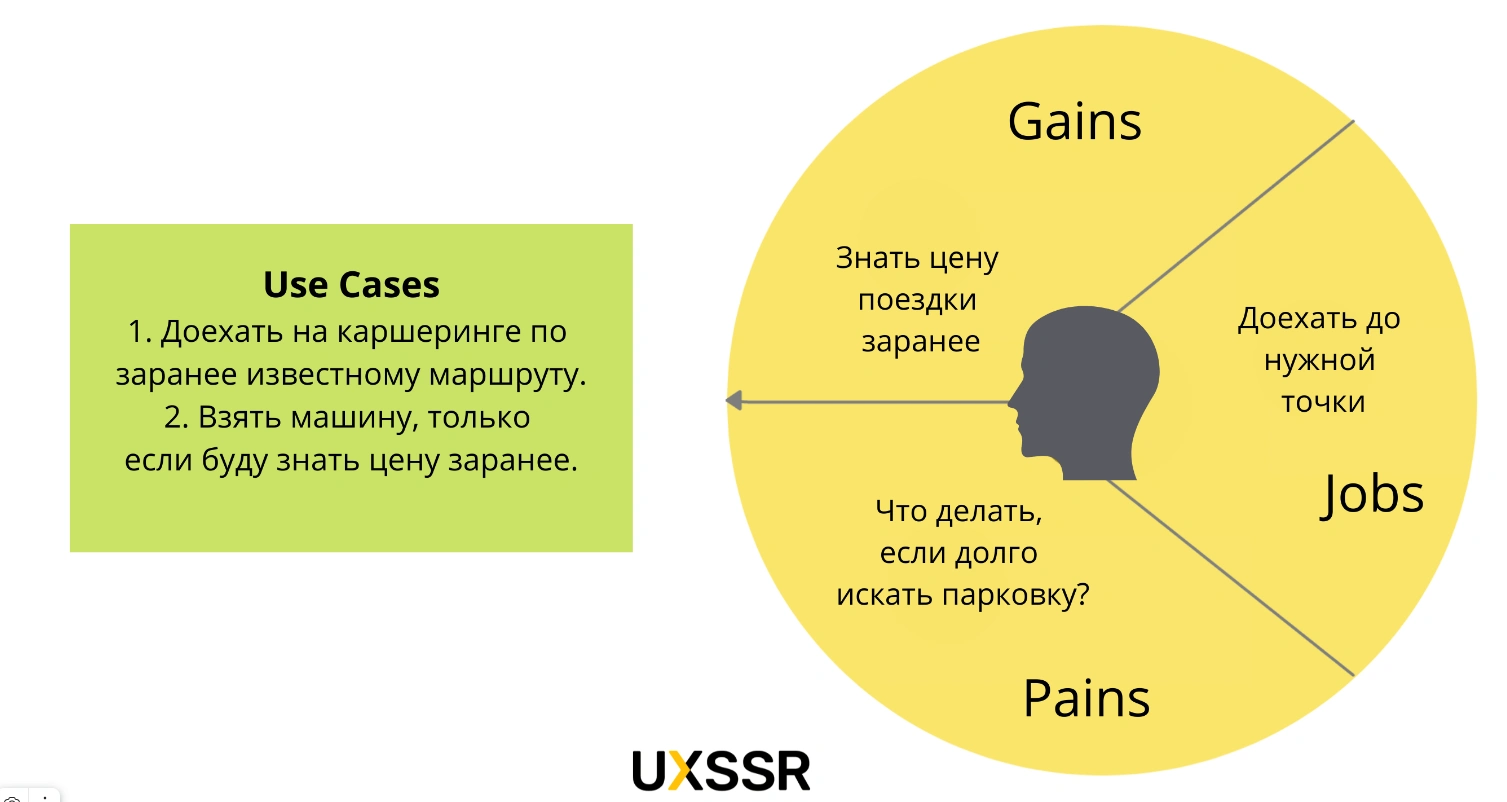 Use Cases
1. Доехать на каршеринге по
заранее известному маршруту.
2. Взять машину, только
если буду знать цену заранее.
Gains
Знать цену
поездки
заранее
Доехать до
нужной
точки
Jobs
Что делать,
если долго
искать парковку?
Pains
UXSSR